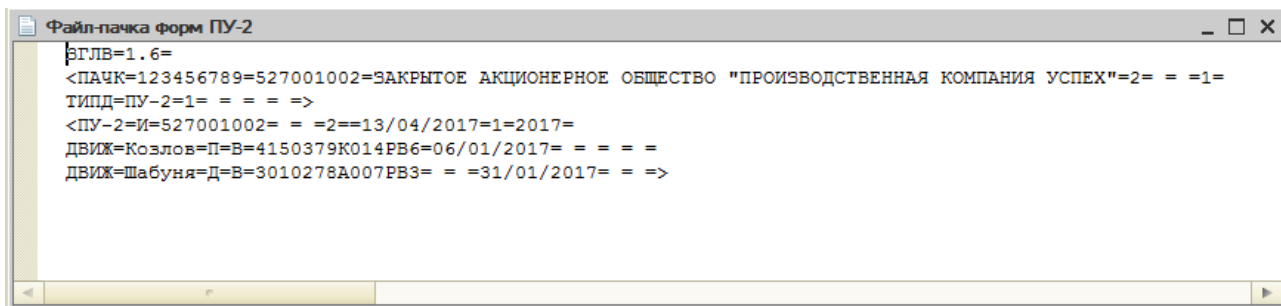 Файл-пачка форм ПУ-2
ЗГЛВ=1.6=
<ПАЧК=123456789=527001002=ЗАКРЫТОЕ АКЦИОНЕРНОЕ ОБЩЕСТВО "ПРОИЗВОДСТВЕННАЯ КОМПАНИЯ УСПЕХ"=2= = =1=
ТИПД=ПУ-2=1= = = = =>
<ПУ-2=И=527001002= = =2==13/04/2017=1=2017=
ДВИЖ=Козлов=П=В=4150379К014РВ6=06/01/2017= = = = =
ДВИЖ=Шабуня=Д=В=3010278А007РВ3= = =31/01/2017= = =>